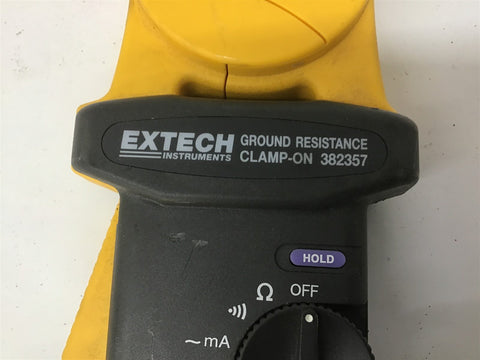 EXTECH GROUND RESISTANCE
INSTRUMENTS CLAMP-ON 382357
HOLD
Ω OFF
~ mA